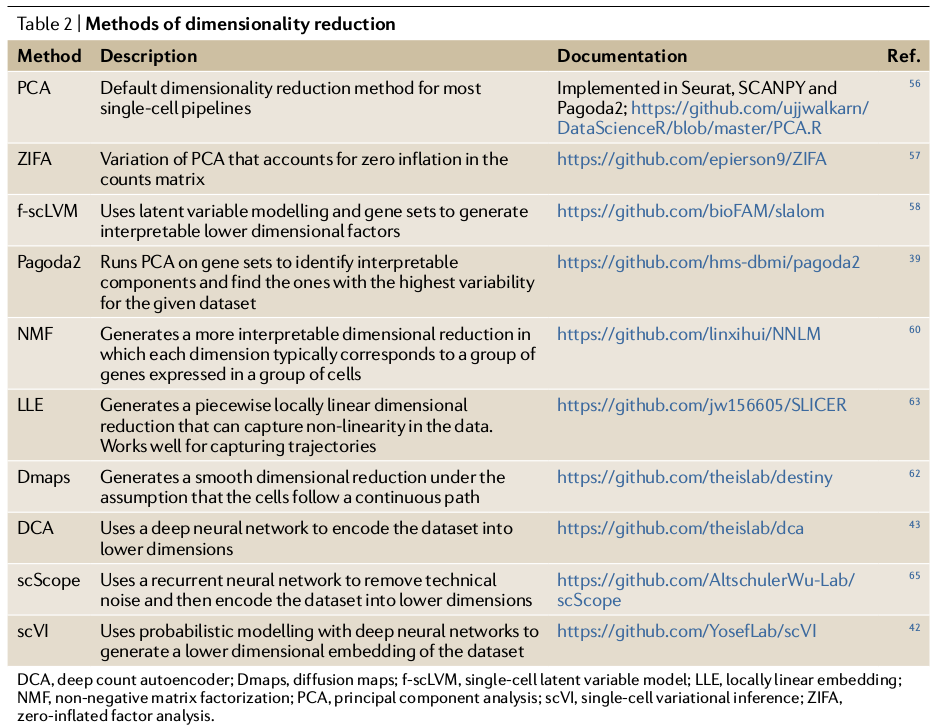 Table 2 | Methods of dimensionality reduction
Method Description Documentation Ref.
PCA Default dimensionality reduction method for most Implemented in Seurat, SCANPY and 56
single-cell pipelines Pagoda2; https://github.com/ujjwalkarn/
DataScienceR/blob/master/PCA.R
ZIFA Variation of PCA that accounts for zero inflation in the https://github.com/epierson9/ZIFA 57
counts matrix
f-scLVM Uses latent variable modelling and gene sets to generate https://github.com/bioFAM/slalom 58
interpretable lower dimensional factors
Pagoda2 Runs PCA on gene sets to identify interpretable https://github.com/hms-dbmi/pagoda2 39
components and find the ones with the highest variability
for the given dataset
NMF Generates a more interpretable dimensional reduction in https://github.com/linxihui/NNLM 60
which each dimension typically corresponds to a group of
genes expressed in a group of cells
LLE Generates a piecewise locally linear dimensional https://github.com/jw156605/SLICER 63
reduction that can capture non-linearity in the data.
Works well for capturing trajectories
Dmaps Generates a smooth dimensional reduction under the https://github.com/theislab/destiny 62
assumption that the cells follow a continuous path
DCA Uses a deep neural network to encode the dataset into https://github.com/theislab/dca 43
lower dimensions
scScope Uses a recurrent neural network to remove technical https://github.com/AltschulerWu-Lab/ 65
noise and then encode the dataset into lower dimensions scScope
scVI Uses probabilistic modelling with deep neural networks to https://github.com/YosefLab/scVI 42
generate a lower dimensional embedding of the dataset
DCA, deep count autoencoder; Dmaps, diffusion maps; f-scLVM, single-cell latent variable model; LLE, locally linear embedding;
NMF, non-negative matrix factorization; PCA, principal component analysis; scVI, single-cell variational inference; ZIFA,
zero-inflated factor analysis.